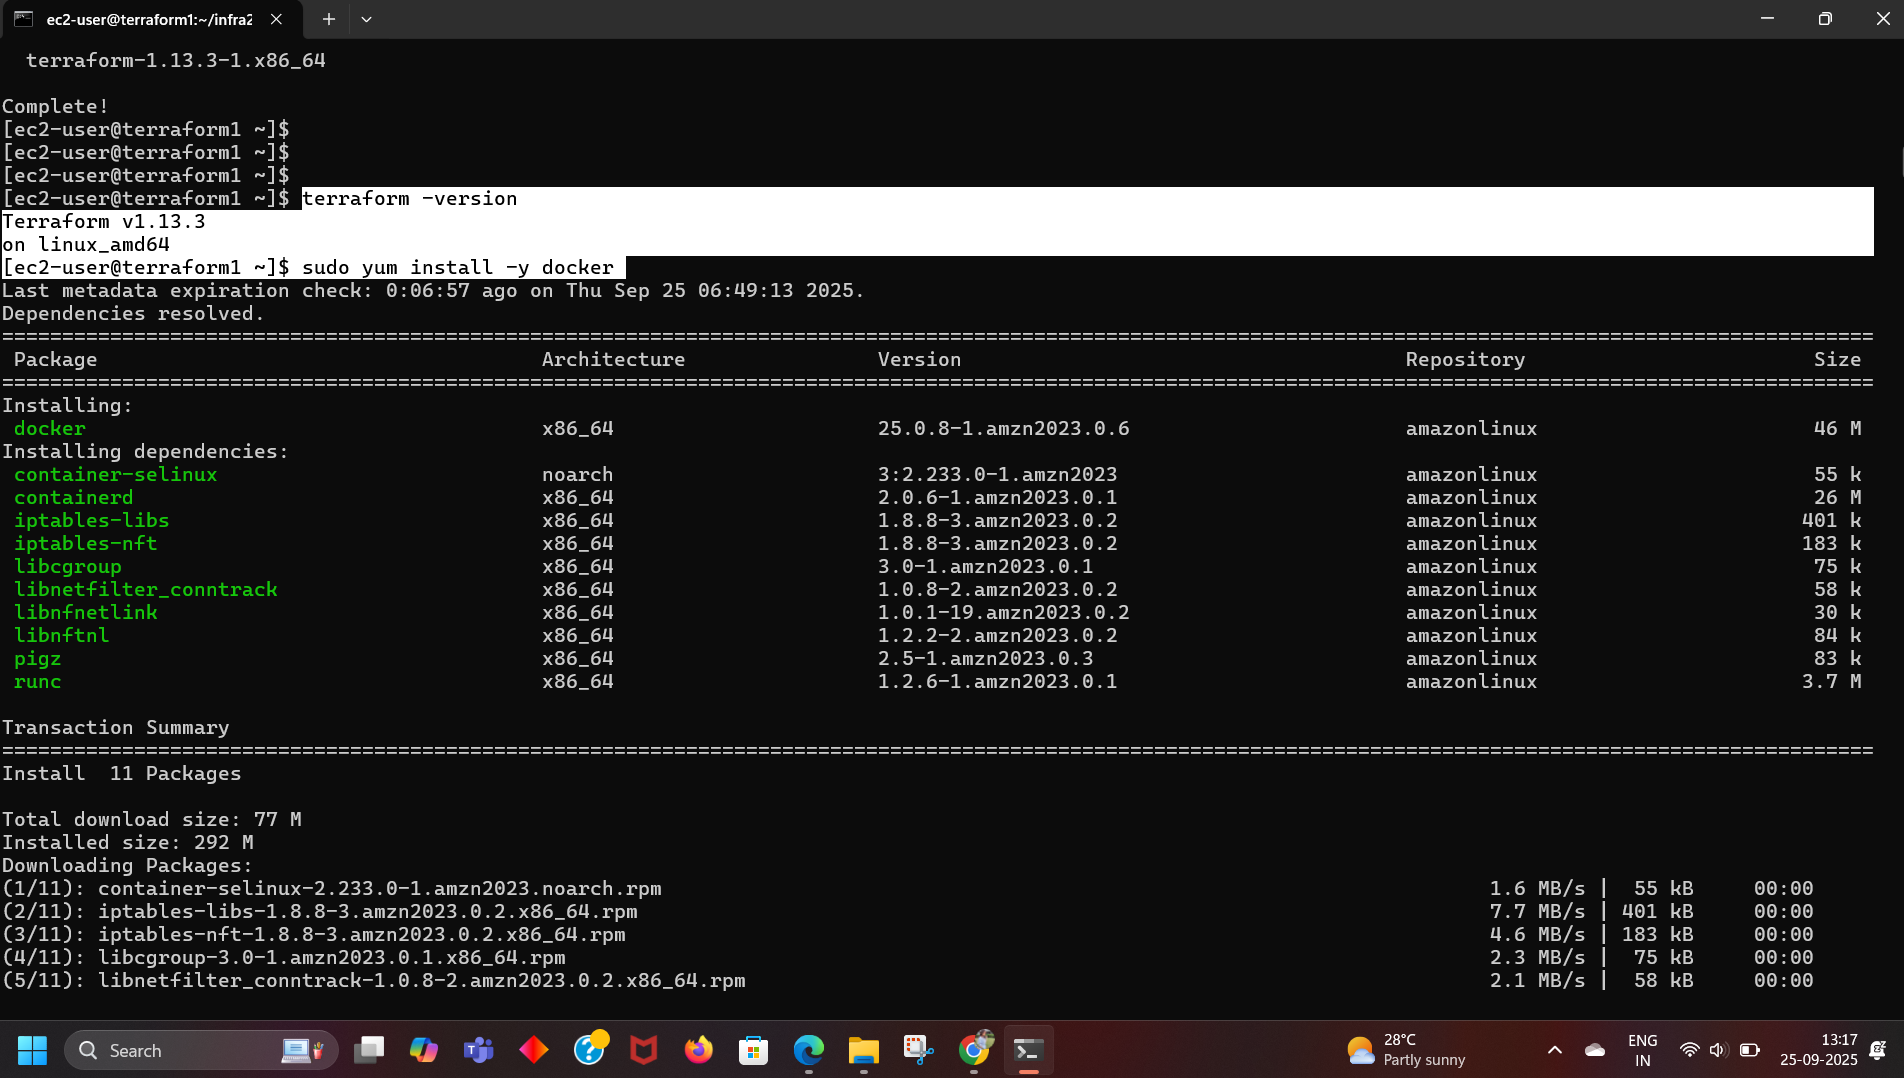 ec2-user@terraform1:~/infra2
  terraform-1.13.3-1.x86_64
Complete!
[ec2-user@terraform1 ~]$
[ec2-user@terraform1 ~]$
[ec2-user@terraform1 ~]$
[ec2-user@terraform1 ~]$ terraform -version
Terraform v1.13.3
on linux_amd64
[ec2-user@terraform1 ~]$ sudo yum install -y docker
Last metadata expiration check: 0:06:57 ago on Thu Sep 25 06:49:13 2025.
Dependencies resolved.
Package Architecture Version Repository Size
Installing:
docker x86_64 25.0.8-1.amzn2023.0.6 amazonlinux 46 M
Installing dependencies:
container-selinux noarch 3:2.233.0-1.amzn2023 amazonlinux 55 k
containerd x86_64 2.0.6-1.amzn2023.0.1 amazonlinux 26 M
iptables-libs x86_64 1.8.8-3.amzn2023.0.2 amazonlinux 401 k
iptables-nft x86_64 1.8.8-3.amzn2023.0.2 amazonlinux 183 k
libcgroup x86_64 3.0-1.amzn2023.0.1 amazonlinux 75 k
libnetfilter_conntrack x86_64 1.0.8-2.amzn2023.0.2 amazonlinux 58 k
libnfnetlink x86_64 1.0.1-19.amzn2023.0.2 amazonlinux 30 k
libnftnl x86_64 1.2.2-2.amzn2023.0.2 amazonlinux 84 k
pigz x86_64 2.5-1.amzn2023.0.3 amazonlinux 83 k
runc x86_64 1.2.6-1.amzn2023.0.1 amazonlinux 3.7 M
Transaction Summary
Install  11 Packages
Total download size: 77 M
Installed size: 292 M
Downloading Packages:
(1/11): container-selinux-2.233.0-1.amzn2023.noarch.rpm 1.6 MB/s | 55 kB 00:00
(2/11): iptables-libs-1.8.8-3.amzn2023.0.2.x86_64.rpm 7.7 MB/s | 401 kB 00:00
(3/11): iptables-nft-1.8.8-3.amzn2023.0.2.x86_64.rpm 4.6 MB/s | 183 kB 00:00
(4/11): libcgroup-3.0-1.amzn2023.0.1.x86_64.rpm 2.3 MB/s | 75 kB 00:00
(5/11): libnetfilter_conntrack-1.0.8-2.amzn2023.0.2.x86_64.rpm 2.1 MB/s | 58 kB 00:00
Search
28°C
Partly sunny
ENG
IN
13:17
25-09-2025